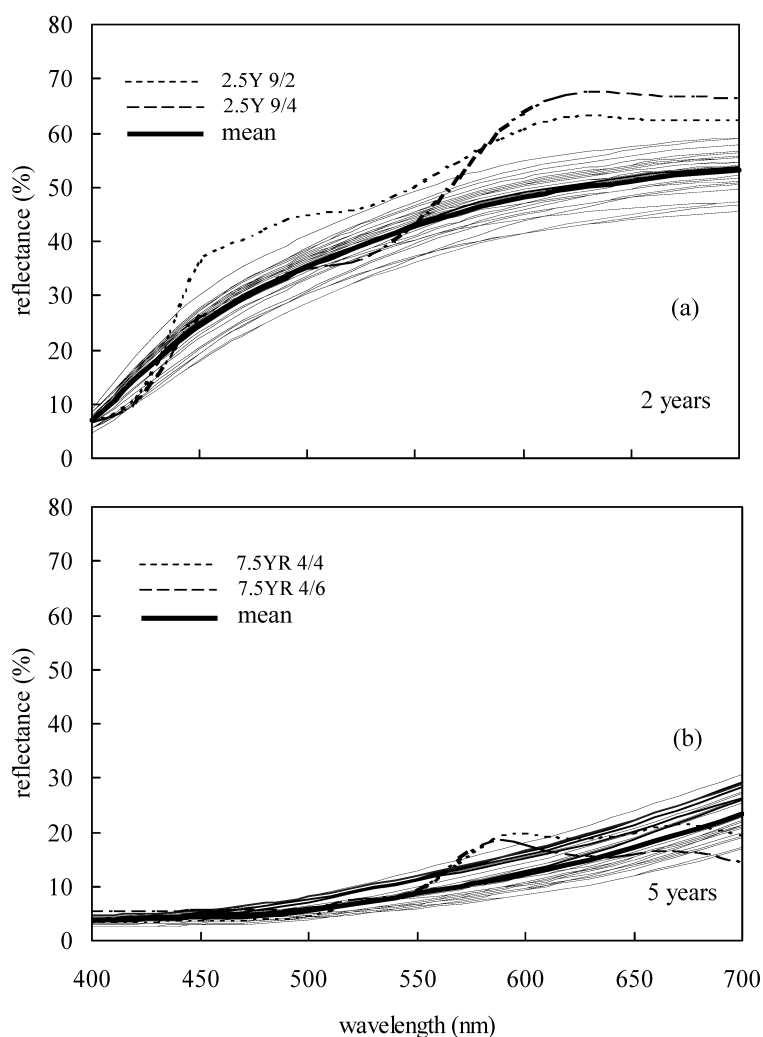 80
70
60
50
40
30
20
10
0
reflectance (%)
2.5Y 9/2
2.5Y 9/4
mean
(a)
2 years
80
70
60
50
40
30
20
10
0
reflectance (%)
7.5YR 4/4
7.5YR 4/6
mean
(b)
5 years
400 450 500 550 600 650 700
wavelength (nm)